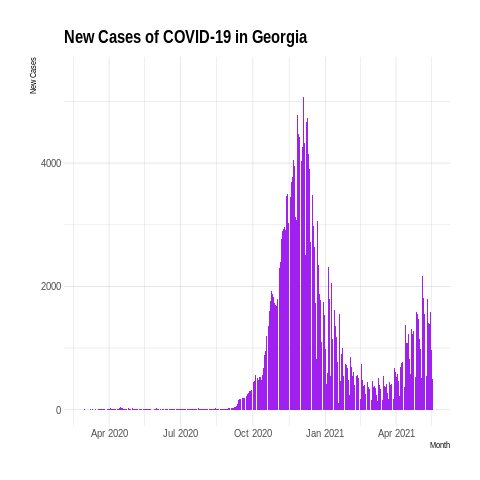 New Cases of COVID-19 in Georgia
New Cases
4000
2000
0
Apr 2020 Jul 2020 Oct 2020 Jan 2021 Apr 2021
Month